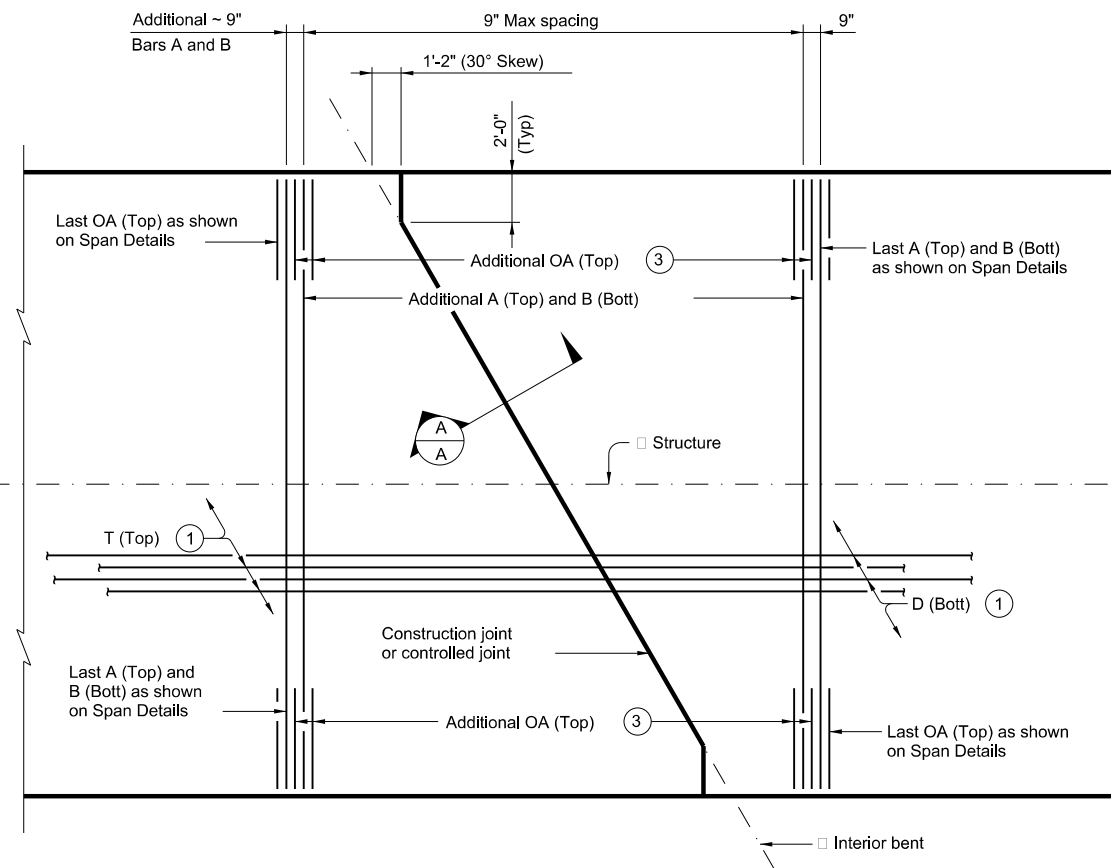 Additional ~ 9"
Bars A and B
9" Max spacing
9"
1'-2" (30° Skew)
2'-0"
(Typ)
Last OA (Top) as shown
on Span Details
Additional OA (Top)
3
Last A (Top) and B (Bott)
as shown on Span Details
Additional A (Top) and B (Bott)
A
A
□ Structure
T (Top)
1
D (Bott)
1
Construction joint
or controlled joint
Last A (Top) and
B (Bott) as shown
on Span Details
Additional OA (Top)
3
Last OA (Top) as shown
on Span Details
□ Interior bent